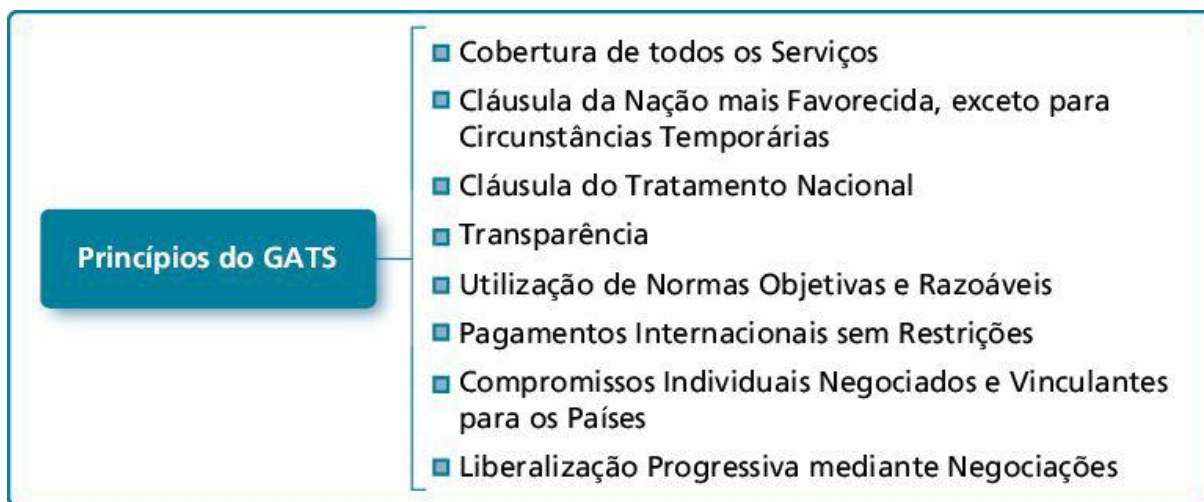 Princípios do GATS
Cobertura de todos os Serviços
Cláusula da Nação mais Favorecida, exceto para
Circunstâncias Temporárias
Cláusula do Tratamento Nacional
Transparência
Utilização de Normas Objetivas e Razoáveis
Pagamentos Internacionais sem Restrições
Compromissos Individuais Negociados e Vinculantes
para os Países
Liberalização Progressiva mediante Negociações